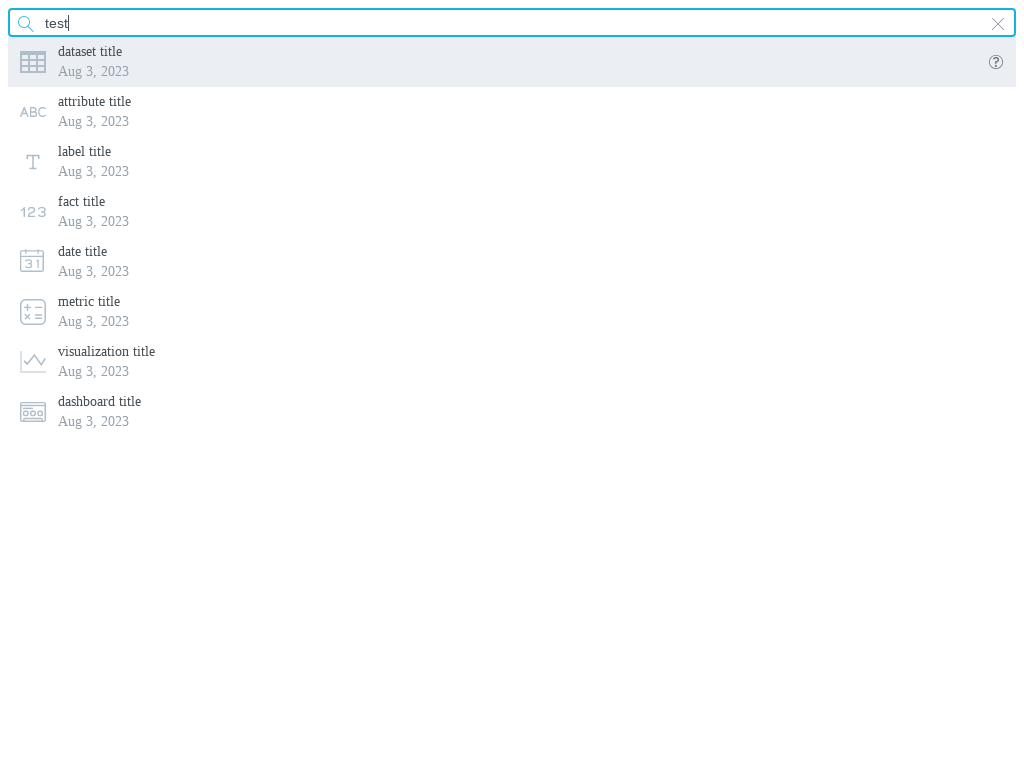 test
dataset title
Aug 3, 2023
?
ABC
attribute title
Aug 3, 2023
T
label title
Aug 3, 2023
123
fact title
Aug 3, 2023
31
date title
Aug 3, 2023
metric title
Aug 3, 2023
visualization title
Aug 3, 2023
dashboard title
Aug 3, 2023